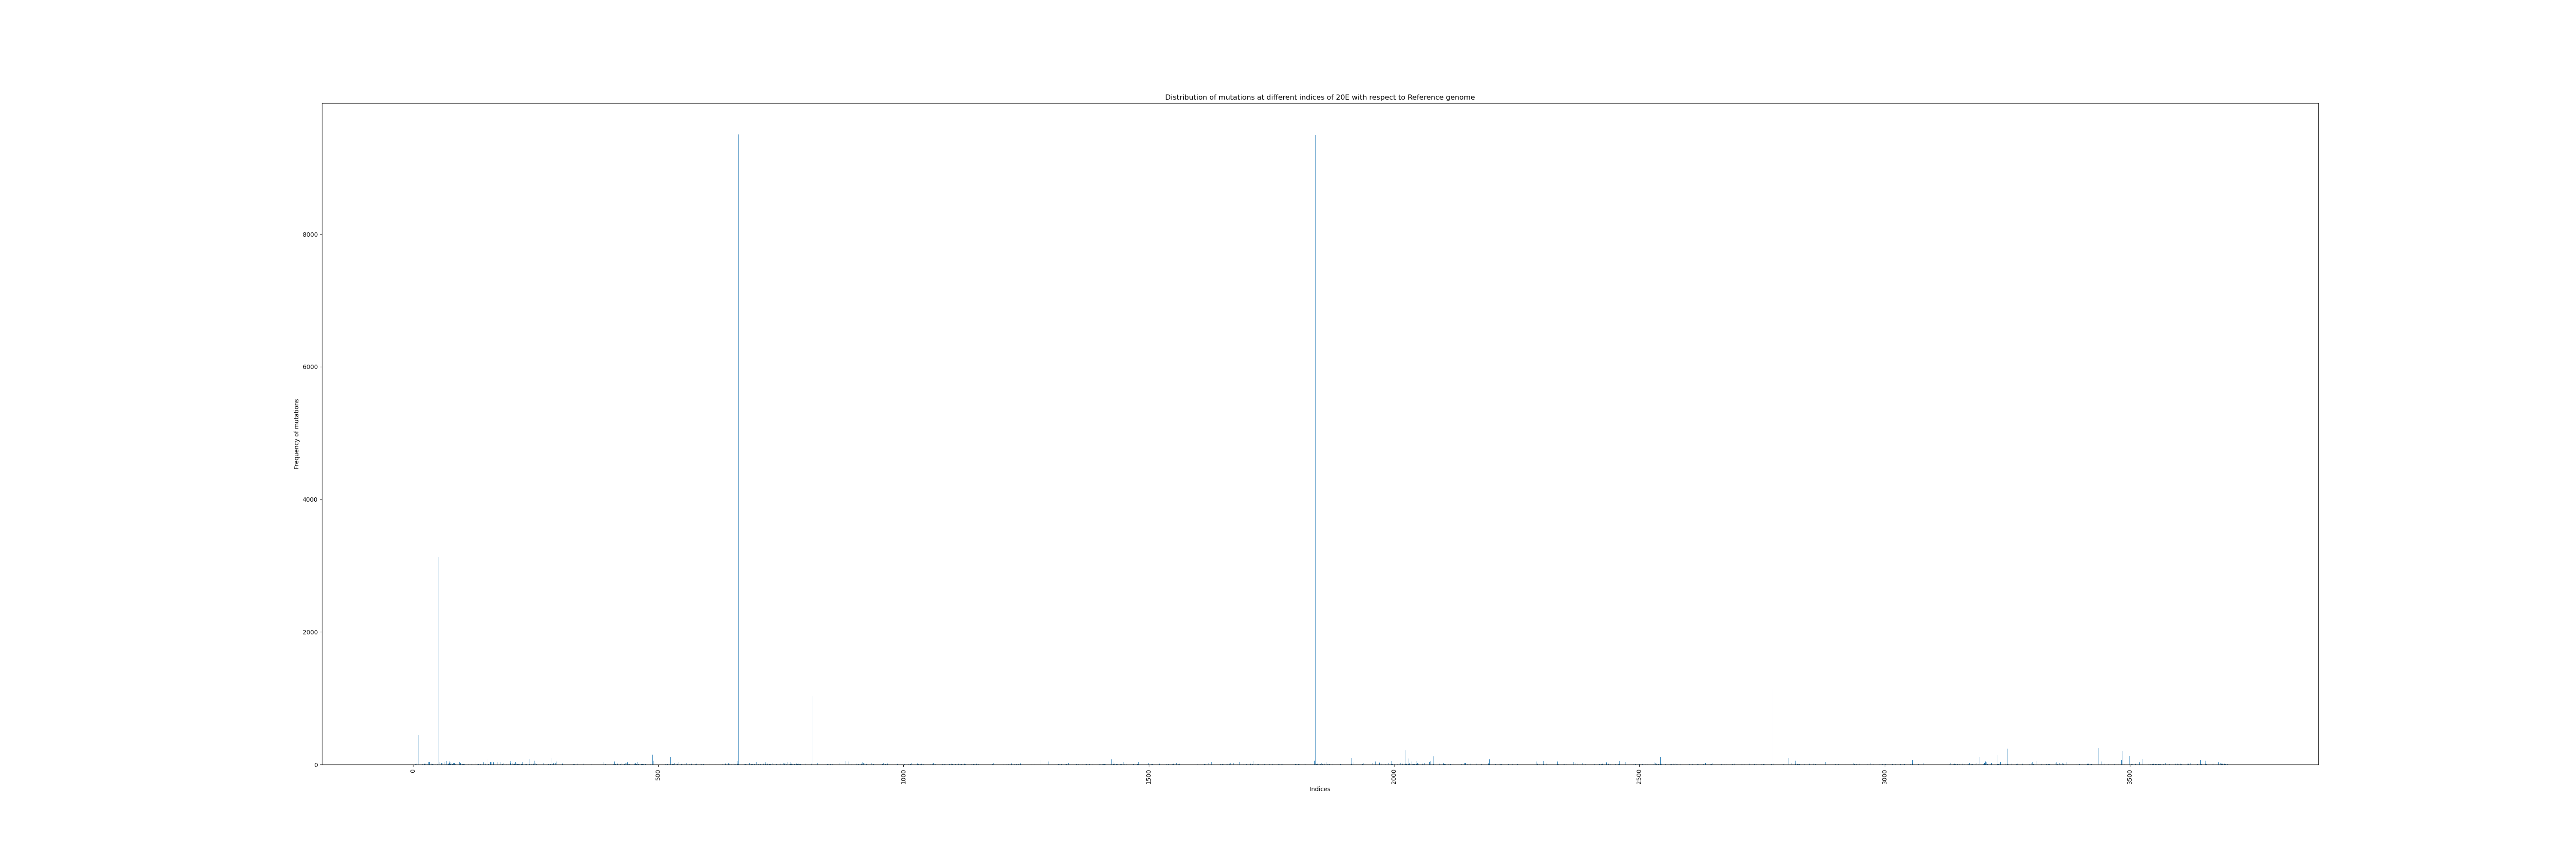 Distribution of mutations at different indices of 20E with respect to Reference genome
8000
6000
Frequency of mutations
4000
2000
0
0 500 1000 1500 2000 2500 3000 3500
Indices